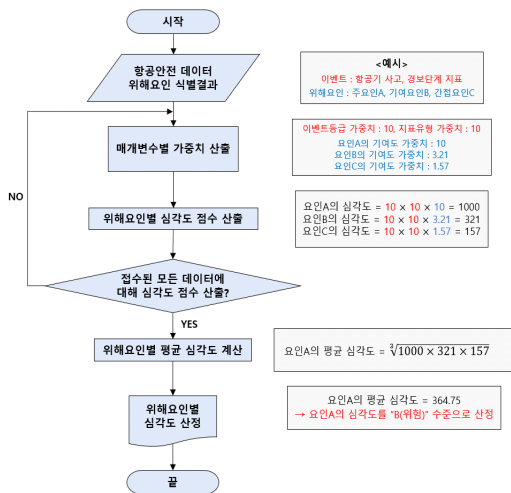 시작
항공안전 데이터
위해요인 식별결과
<예시>
이벤트 : 항공기 사고, 경보단계 지표
위해요인 : 주요인A, 기여요인B, 간접요인C
매개변수별 가중치 산출
이벤트등급 가중치 : 10, 지표유형 가중치 : 10
요인A의 기여도 가중치 : 10
요인B의 기여도 가중치 : 3.21
요인C의 기여도 가중치 : 1.57
NO
위해요인별 심각도 점수 산출
요인A의 심각도 = 10 × 10 × 10 = 1000
요인B의 심각도 = 10 × 10 × 3.21 = 321
요인C의 심각도 = 10 × 10 × 1.57 = 157
접수된 모든 데이터에
대해 심각도 점수 산출?
YES
위해요인별 평균 심각도 계산
요인A의 평균 심각도 = ∛1000 × 321 × 157
위해요인별
심각도 산정
요인A의 평균 심각도 = 364.75
→ 요인A의 심각도를 "B(위험)" 수준으로 산정
끝